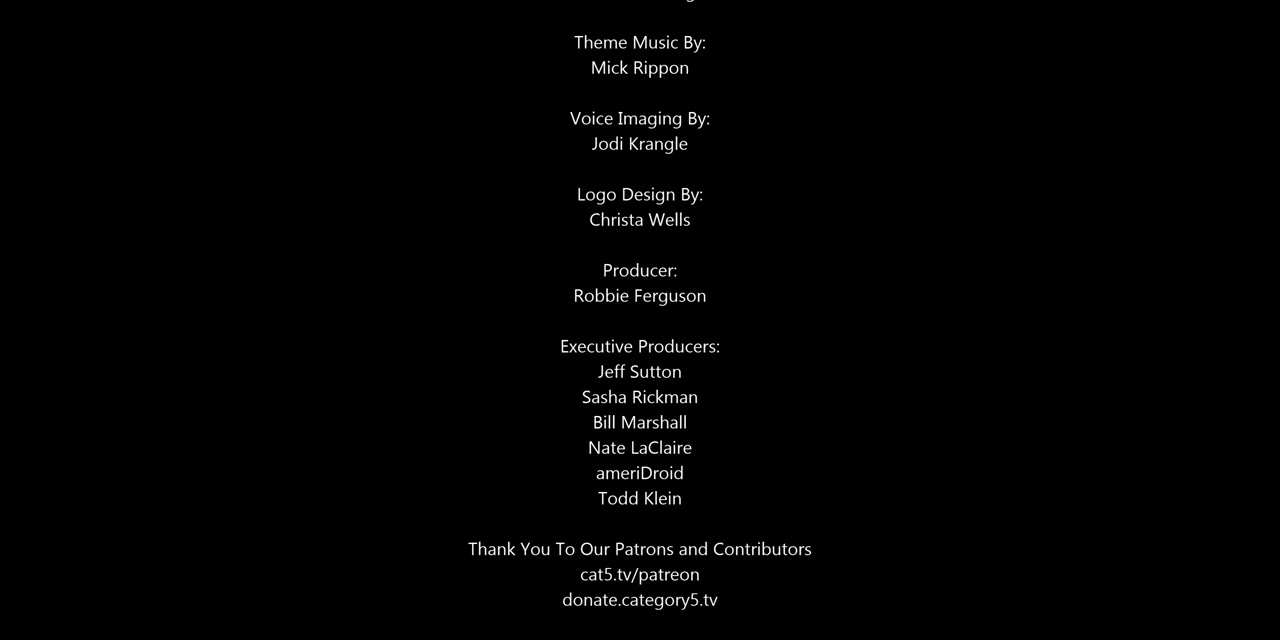 Theme Music By:
Mick Rippon
Voice Imaging By:
Jodi Krangle
Logo Design By:
Christa Wells
Producer:
Robbie Ferguson
Executive Producers:
Jeff Sutton
Sasha Rickman
Bill Marshall
Nate LaClaire
ameriDroid
Todd Klein
Thank You To Our Patrons and Contributors
cat5.tv/patreon
donate.category5.tv